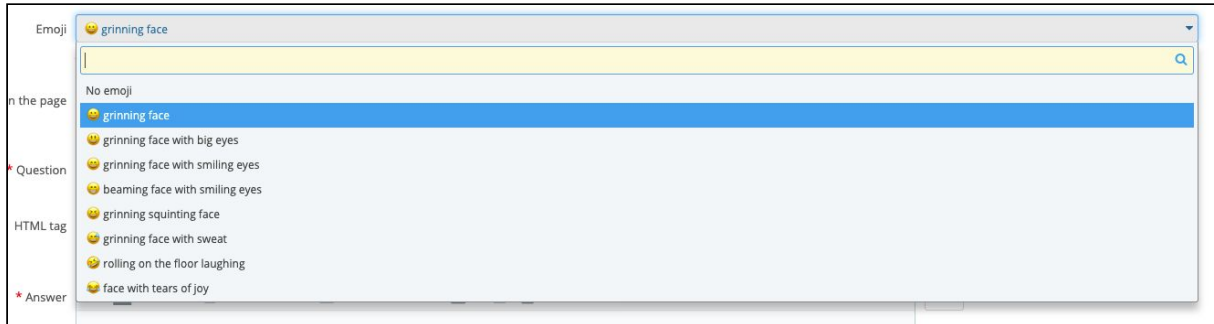 Emoji
😀 grinning face
No emoji
n the page
😀 grinning face
😃 grinning face with big eyes
* Question
😄 grinning face with smiling eyes
😁 beaming face with smiling eyes
😆 grinning squinting face
HTML tag
😅 grinning face with sweat
🤣 rolling on the floor laughing
* Answer
😂 face with tears of joy